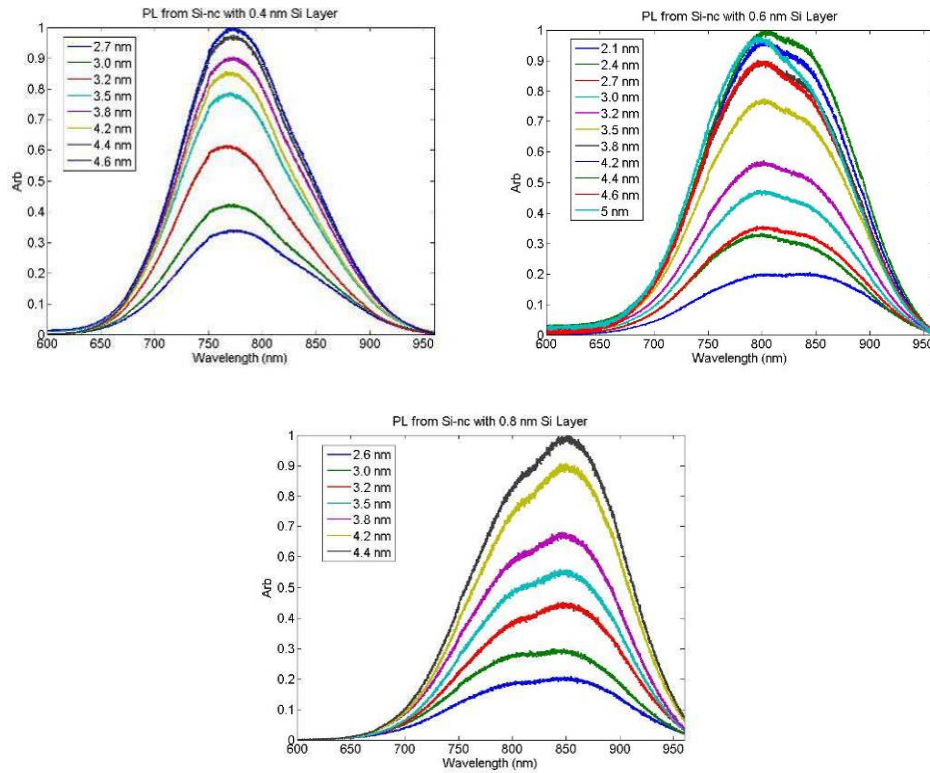 PL from Si-nc with 0.4 nm Si Layer
1
0.9
0.8
0.7
0.6
0.5
0.4
0.3
0.2
0.1
0
Arb
2.7 nm
3.0 nm
3.2 nm
3.5 nm
3.8 nm
4.2 nm
4.4 nm
4.6 nm
600 650 700 750 800 850 900 950
Wavelength (nm)
PL from Si-nc with 0.6 nm Si Layer
1
0.9
0.8
0.7
0.6
0.5
0.4
0.3
0.2
0.1
0
Arb
2.1 nm
2.4 nm
2.7 nm
3.0 nm
3.2 nm
3.5 nm
3.8 nm
4.2 nm
4.4 nm
4.6 nm
5 nm
600 650 700 750 800 850 900 950
Wavelength (nm)
PL from Si-nc with 0.8 nm Si Layer
1
0.9
0.8
0.7
0.6
0.5
0.4
0.3
0.2
0.1
0
Arb
2.6 nm
3.0 nm
3.2 nm
3.5 nm
3.8 nm
4.2 nm
4.4 nm
600 650 700 750 800 850 900 950
Wavelength (nm)